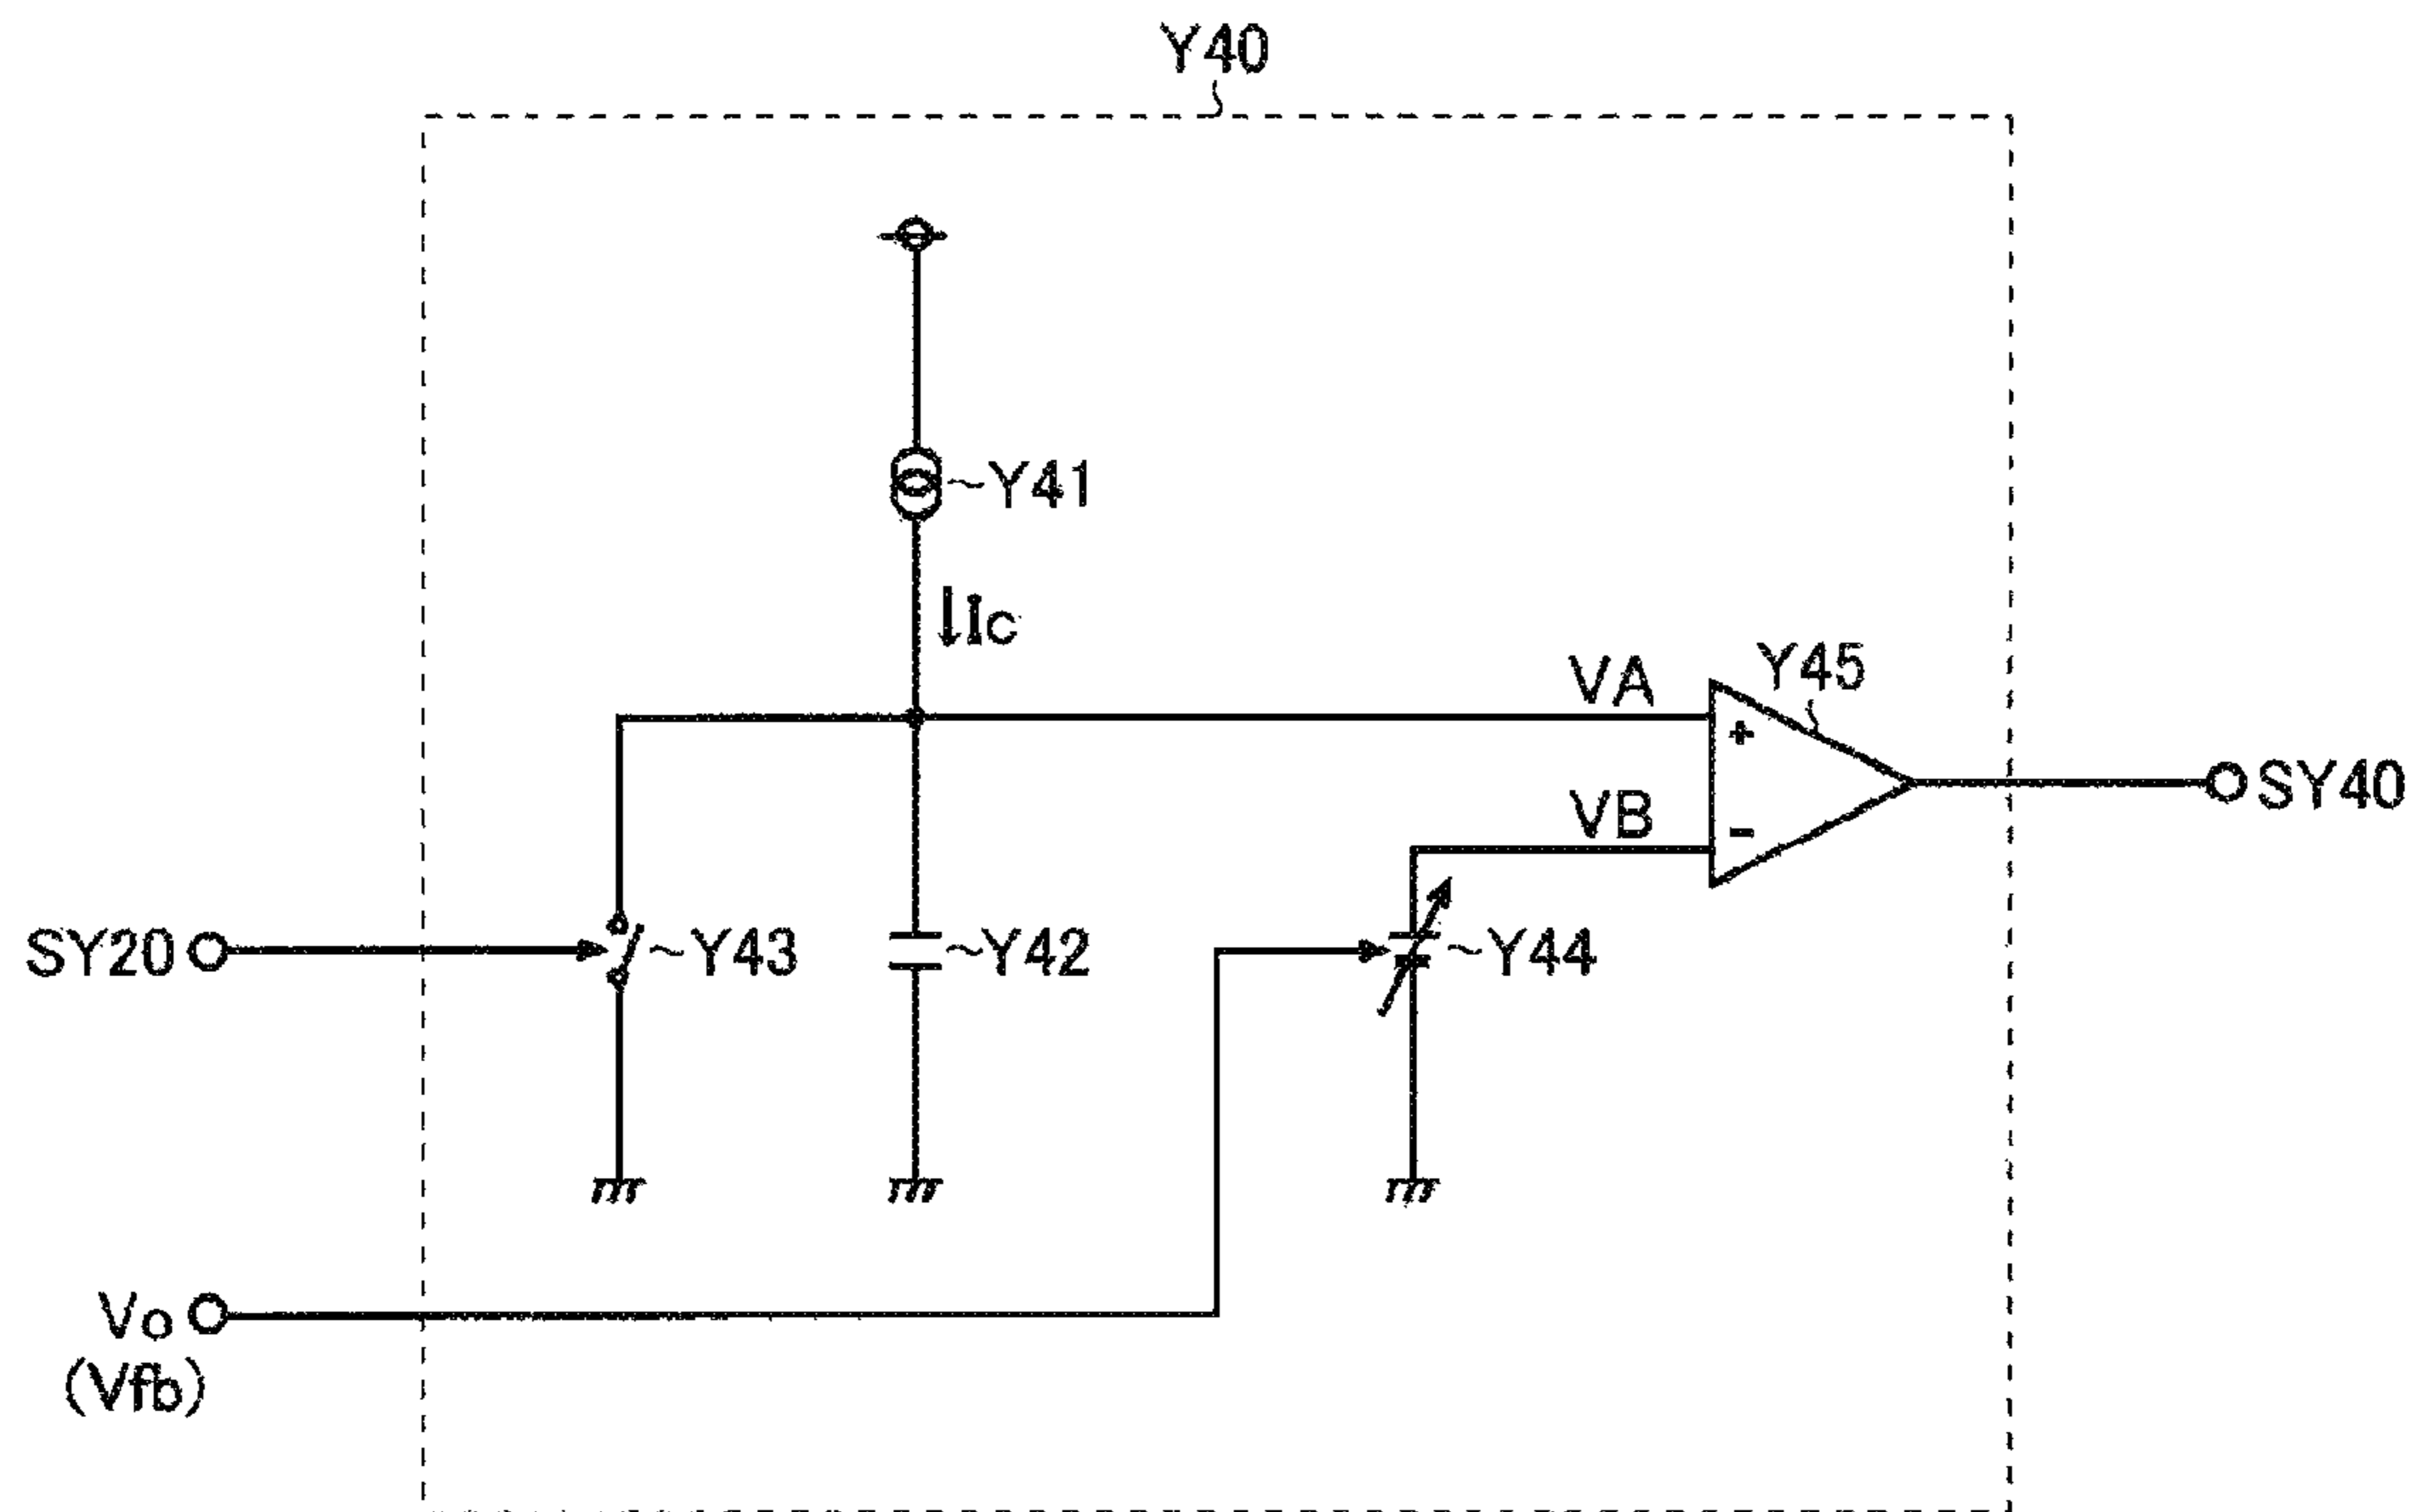 Y40
~Y41
↓Ic
VA
Y45
+
VB
-
SY40
SY20
~Y43
~Y42
~Y44
Vo
(Vfb)